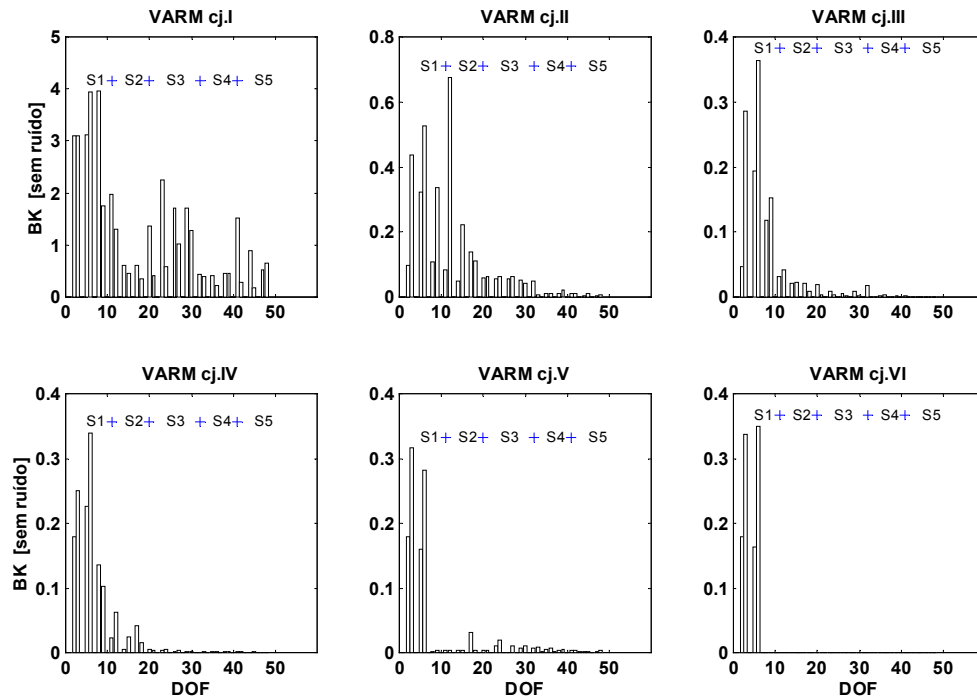 VARM cj.I
VARM cj.II
VARM cj.III
5
4
3
2
1
0
BK [sem ruído]
S1+ S2+ S3 + S4+ S5
0 10 20 30 40 50
0.8
0.6
0.4
0.2
0
S1+ S2+ S3 + S4+ S5
0 10 20 30 40 50
0.4
0.3
0.2
0.1
0
S1+ S2+ S3 + S4+ S5
0 10 20 30 40 50
VARM cj.IV
VARM cj.V
VARM cj.VI
0.4
0.3
0.2
0.1
0
BK [sem ruído]
S1+ S2+ S3 + S4+ S5
0 10 20 30 40 50
DOF
0.4
0.3
0.2
0.1
0
S1+ S2+ S3 + S4+ S5
0 10 20 30 40 50
DOF
0.4
0.3
0.2
0.1
0
S1+ S2+ S3 + S4+ S5
0 10 20 30 40 50
DOF